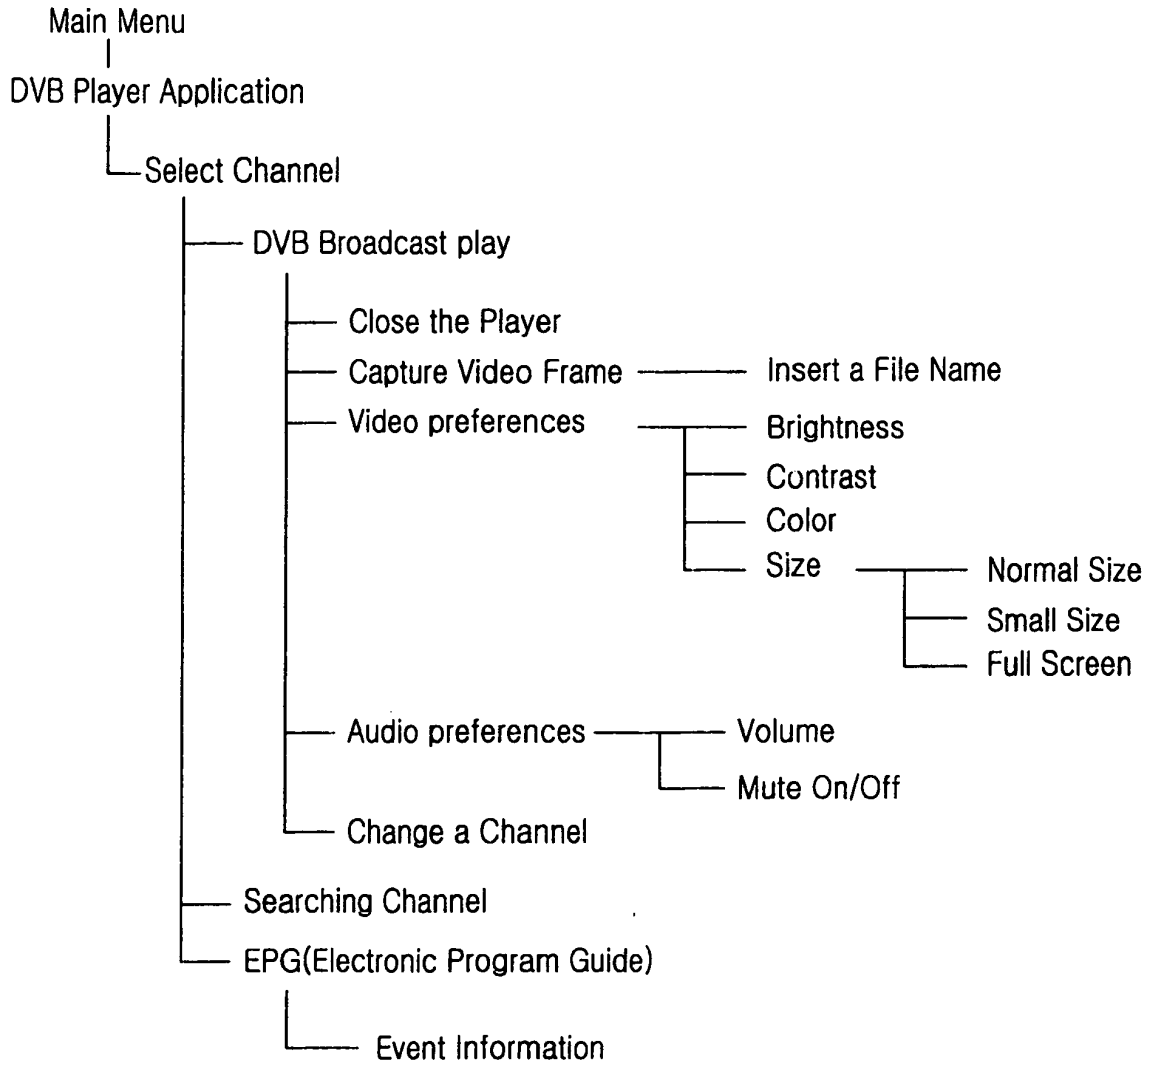 Main Menu
DVB Player Application
Select Channel
DVB Broadcast play
Close the Player
Capture Video Frame
Insert a File Name
Video preferences
Brightness
Contrast
Color
Size
Normal Size
Small Size
Full Screen
Audio preferences
Volume
Mute On/Off
Change a Channel
Searching Channel
EPG(Electronic Program Guide)
Event Information